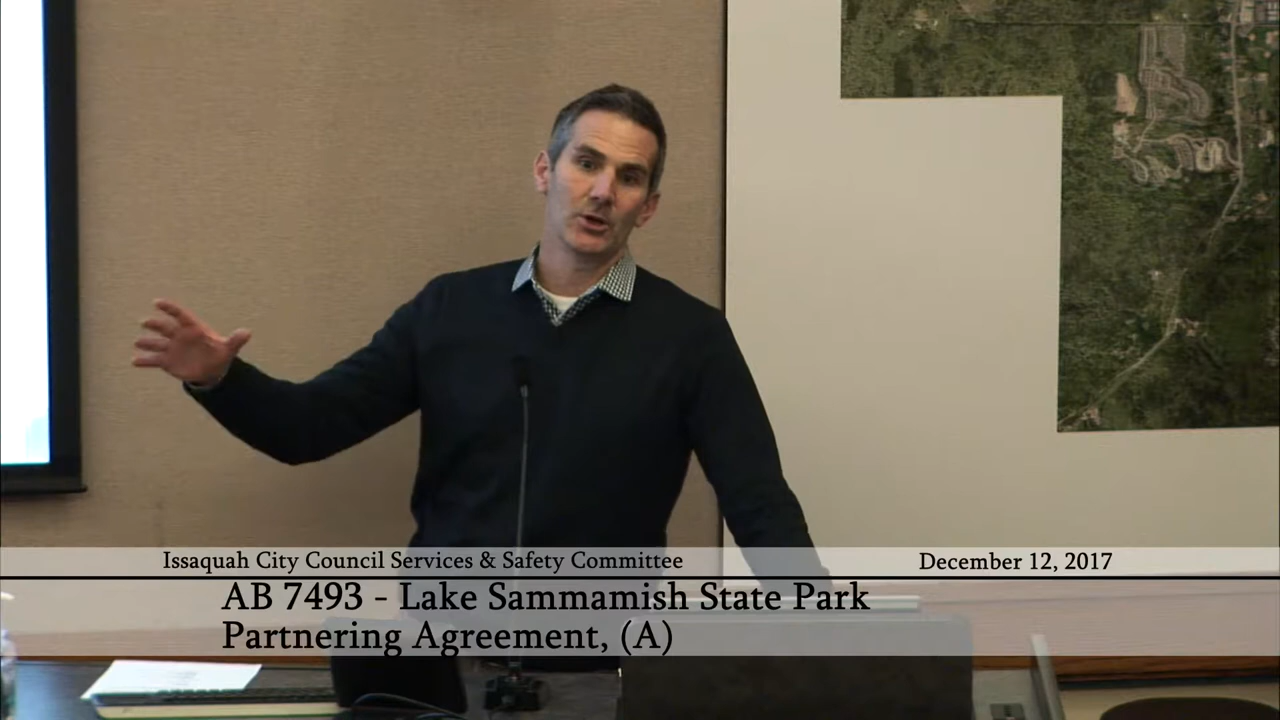 Issaquah City Council Services & Safety Committee
December 12, 2017
AB 7493 - Lake Sammamish State Park
Partnering Agreement, (A)